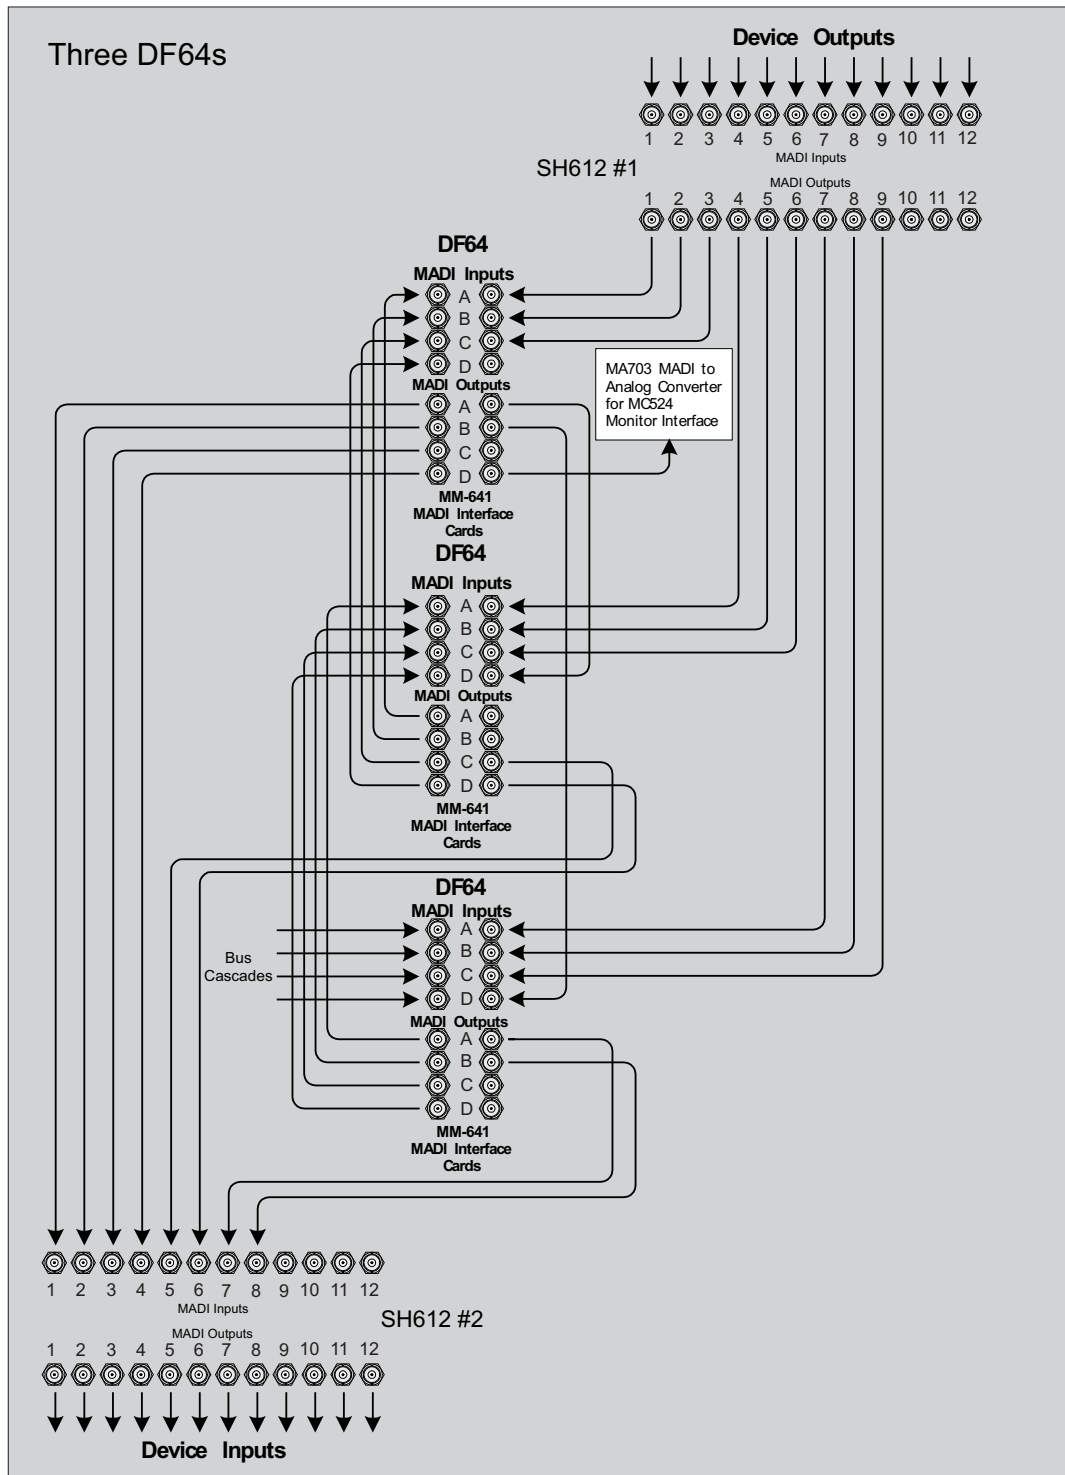 Three DF64s
Device Outputs
1 2 3 4 5 6 7 8 9 10 11 12
MADI Inputs
SH612 #1
MADI Outputs
1 2 3 4 5 6 7 8 9 10 11 12
DF64
MADI Inputs
A
B
C
D
MADI Outputs
A
B
C
D
MM-641
MADI Interface
Cards
MA703 MADI to
Analog Converter
for MC524
Monitor Interface
DF64
MADI Inputs
A
B
C
D
MADI Outputs
A
B
C
D
MM-641
MADI Interface
Cards
DF64
MADI Inputs
A
B
C
D
Bus
Cascades
MADI Outputs
A
B
C
D
MM-641
MADI Interface
Cards
1 2 3 4 5 6 7 8 9 10 11 12
MADI Inputs
SH612 #2
MADI Outputs
1 2 3 4 5 6 7 8 9 10 11 12
Device Inputs